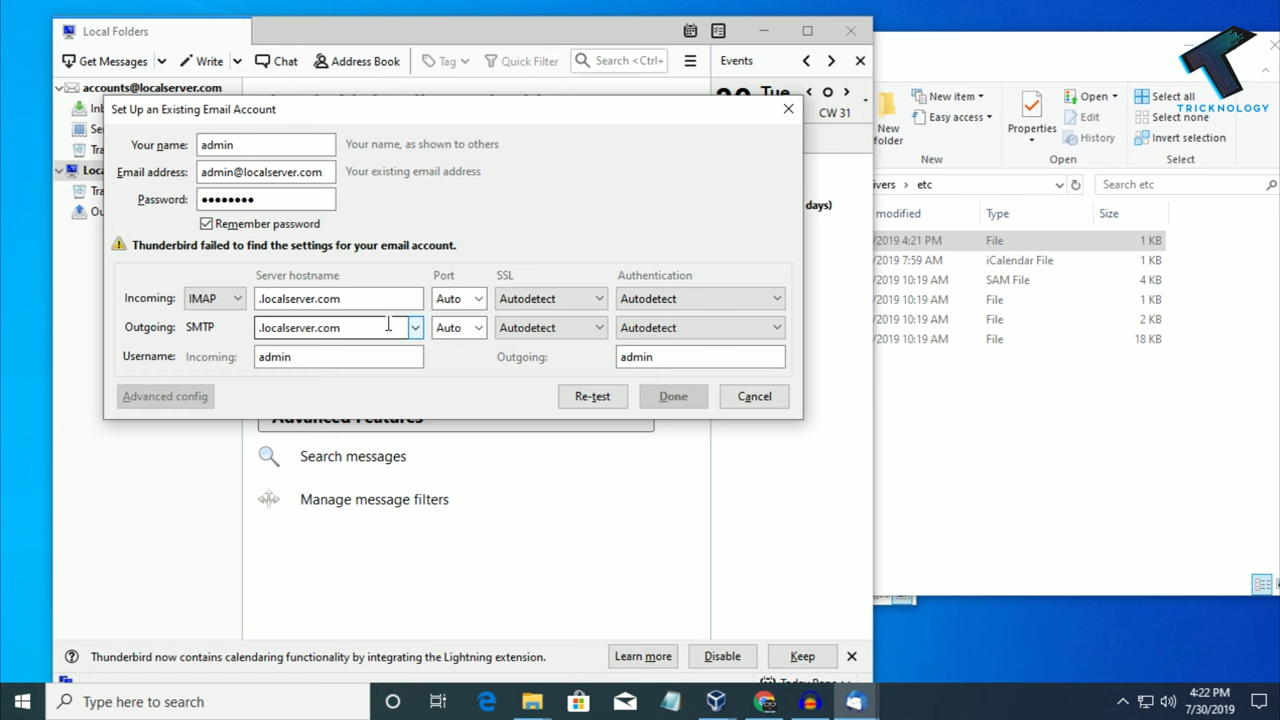 Local Folders
Get Messages
Write
Chat
Address Book
Tag
Quick Filter
Search <Ctrl+
Events
Tue
CW 31
accounts@localserver.com
Set Up an Existing Email Account
Your name: admin Your name, as shown to others
Email address: admin@localserver.com Your existing email address
Password: ••••••••
Remember password
Thunderbird failed to find the settings for your email account.
Server hostname Port SSL Authentication
Incoming: IMAP .localserver.com Auto Autodetect Autodetect
Outgoing: SMTP .localserver.com Auto Autodetect Autodetect
Username: Incoming: admin Outgoing: admin
Advanced config Re-test Done Cancel
Advanced Features
Search messages
Manage message filters
days)
Thunderbird now contains calendaring functionality by integrating the Lightning extension. Learn more Disable Keep
TRICKNOLOGY
New folder
New item
Easy access
New
Properties
Open
Edit
History
Open
Select all
Select none
Invert selection
Select
ivers > etc
Search etc
modified Type Size
/2019 4:21 PM File 1 KB
/2019 7:59 AM iCalendar File 1 KB
10:19 AM SAM File 4 KB
10:19 AM File 1 KB
10:19 AM File 2 KB
10:19 AM File 18 KB
Type here to search
4:22 PM
7/30/2019